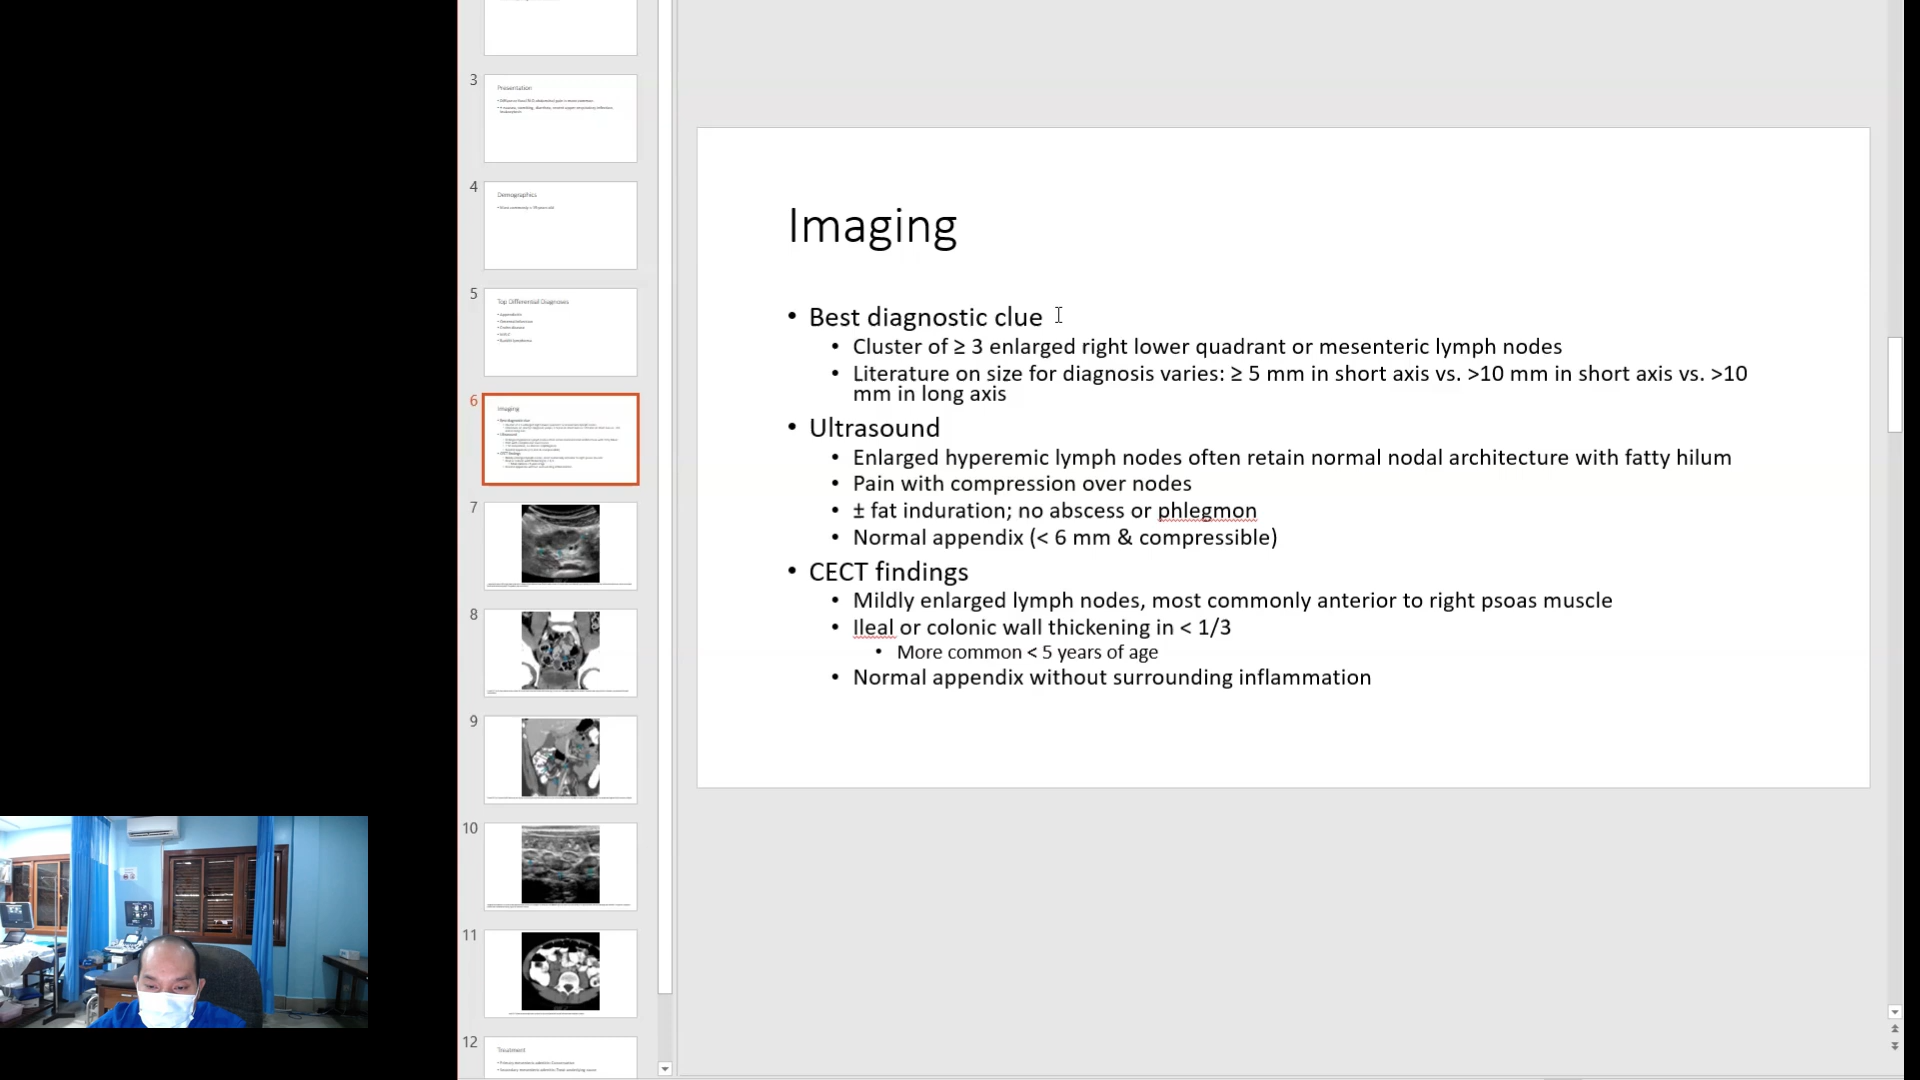 3
Presentation
4
Demographics
5
Top Differential Diagnoses
• Appendicitis
6
Imaging
7
8
9
10
11
12
Treatment
Imaging
• Best diagnostic clue
• Cluster of ≥ 3 enlarged right lower quadrant or mesenteric lymph nodes
• Literature on size for diagnosis varies: ≥ 5 mm in short axis vs. >10 mm in short axis vs. >10
mm in long axis
• Ultrasound
• Enlarged hyperemic lymph nodes often retain normal nodal architecture with fatty hilum
• Pain with compression over nodes
• ± fat induration; no abscess or phlegmon
• Normal appendix (< 6 mm & compressible)
• CECT findings
• Mildly enlarged lymph nodes, most commonly anterior to right psoas muscle
• Ileal or colonic wall thickening in < 1/3
• More common < 5 years of age
• Normal appendix without surrounding inflammation